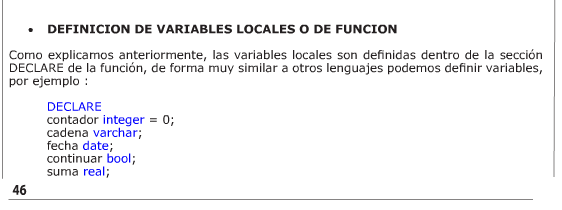 • DEFINICION DE VARIABLES LOCALES O DE FUNCION
Como explicamos anteriormente, las variables locales son definidas dentro de la sección
DECLARE de la función, de forma muy similar a otros lenguajes podemos definir variables,
por ejemplo :
DECLARE
contador integer = 0;
cadena varchar;
fecha date;
continuar bool;
suma real;
46